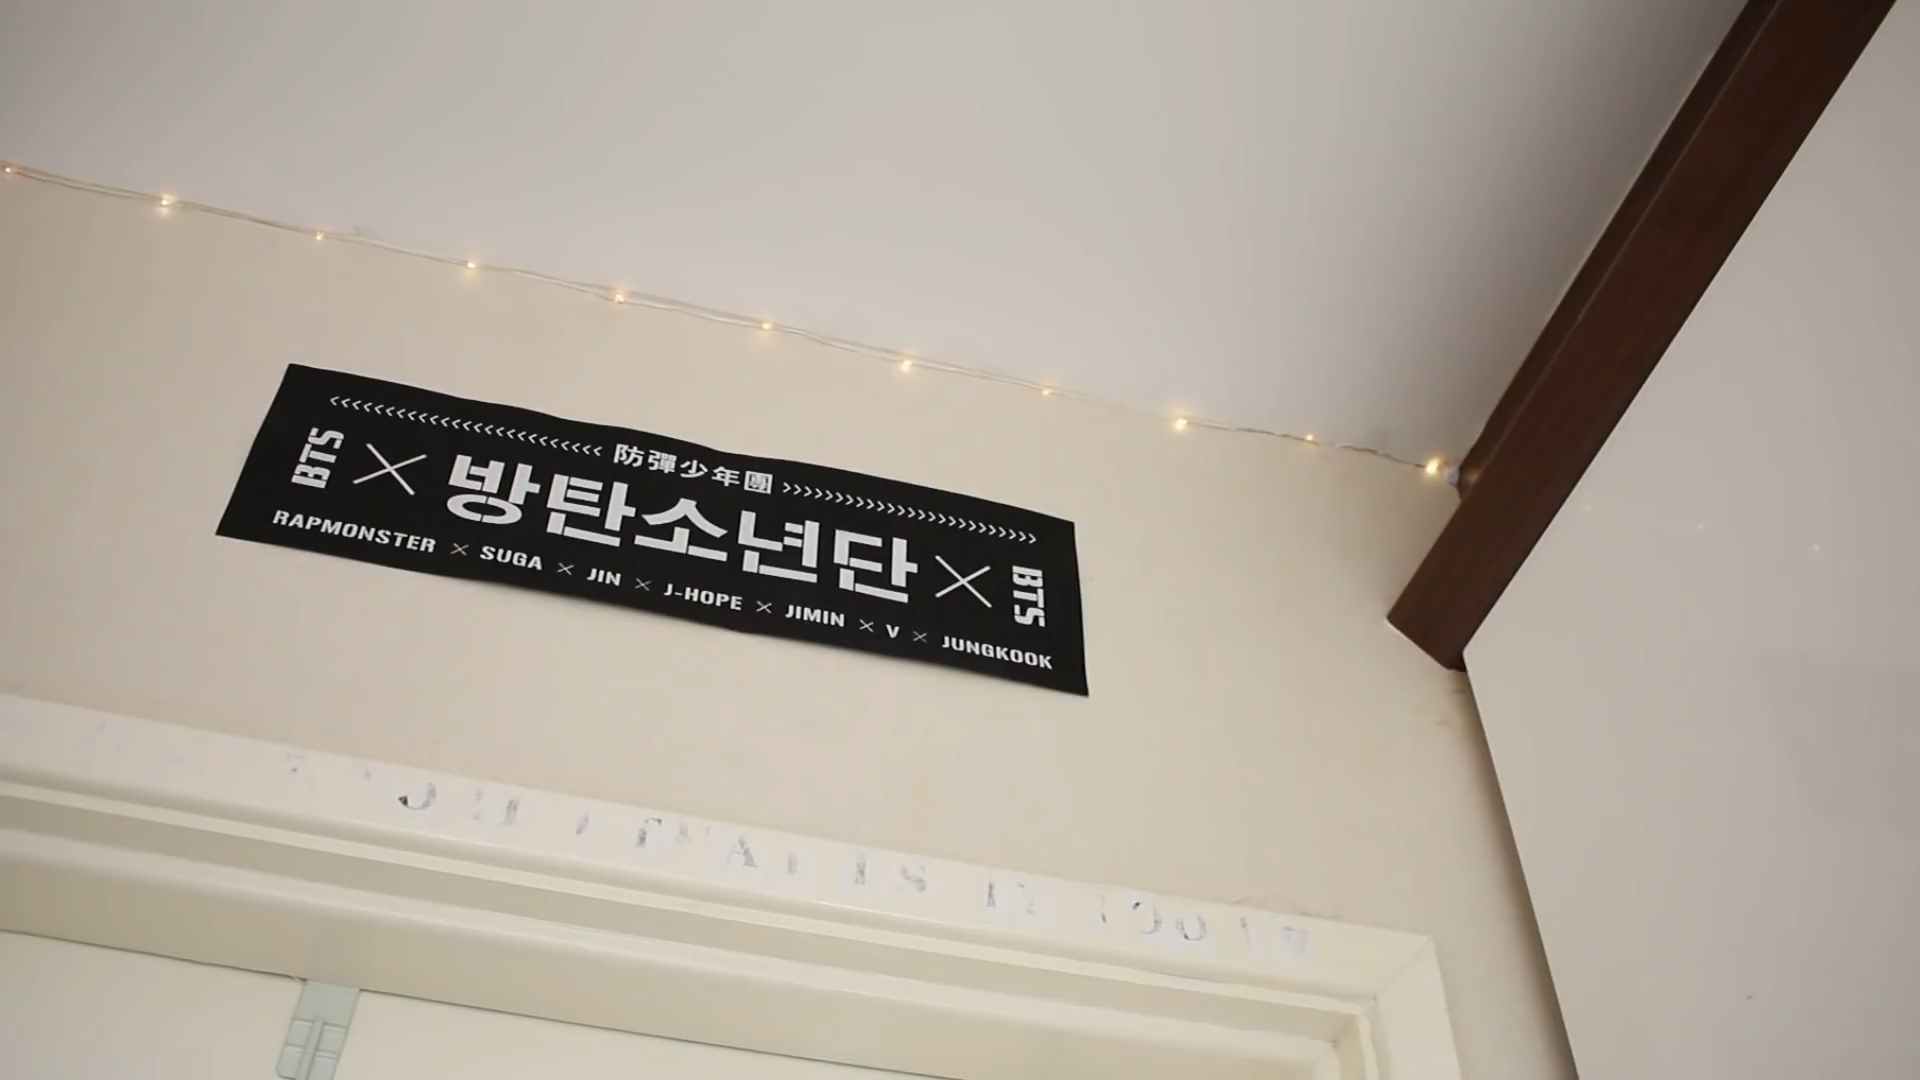 <<<<<<<<<<<<<<<<<<<<<<<< 防彈少年團 >>>>>>>>>>>>>>>>>>>>>>>>
BTS × 방탄소년단 × BTS
RAPMONSTER × SUGA × JIN × J-HOPE × JIMIN × V × JUNGKOOK